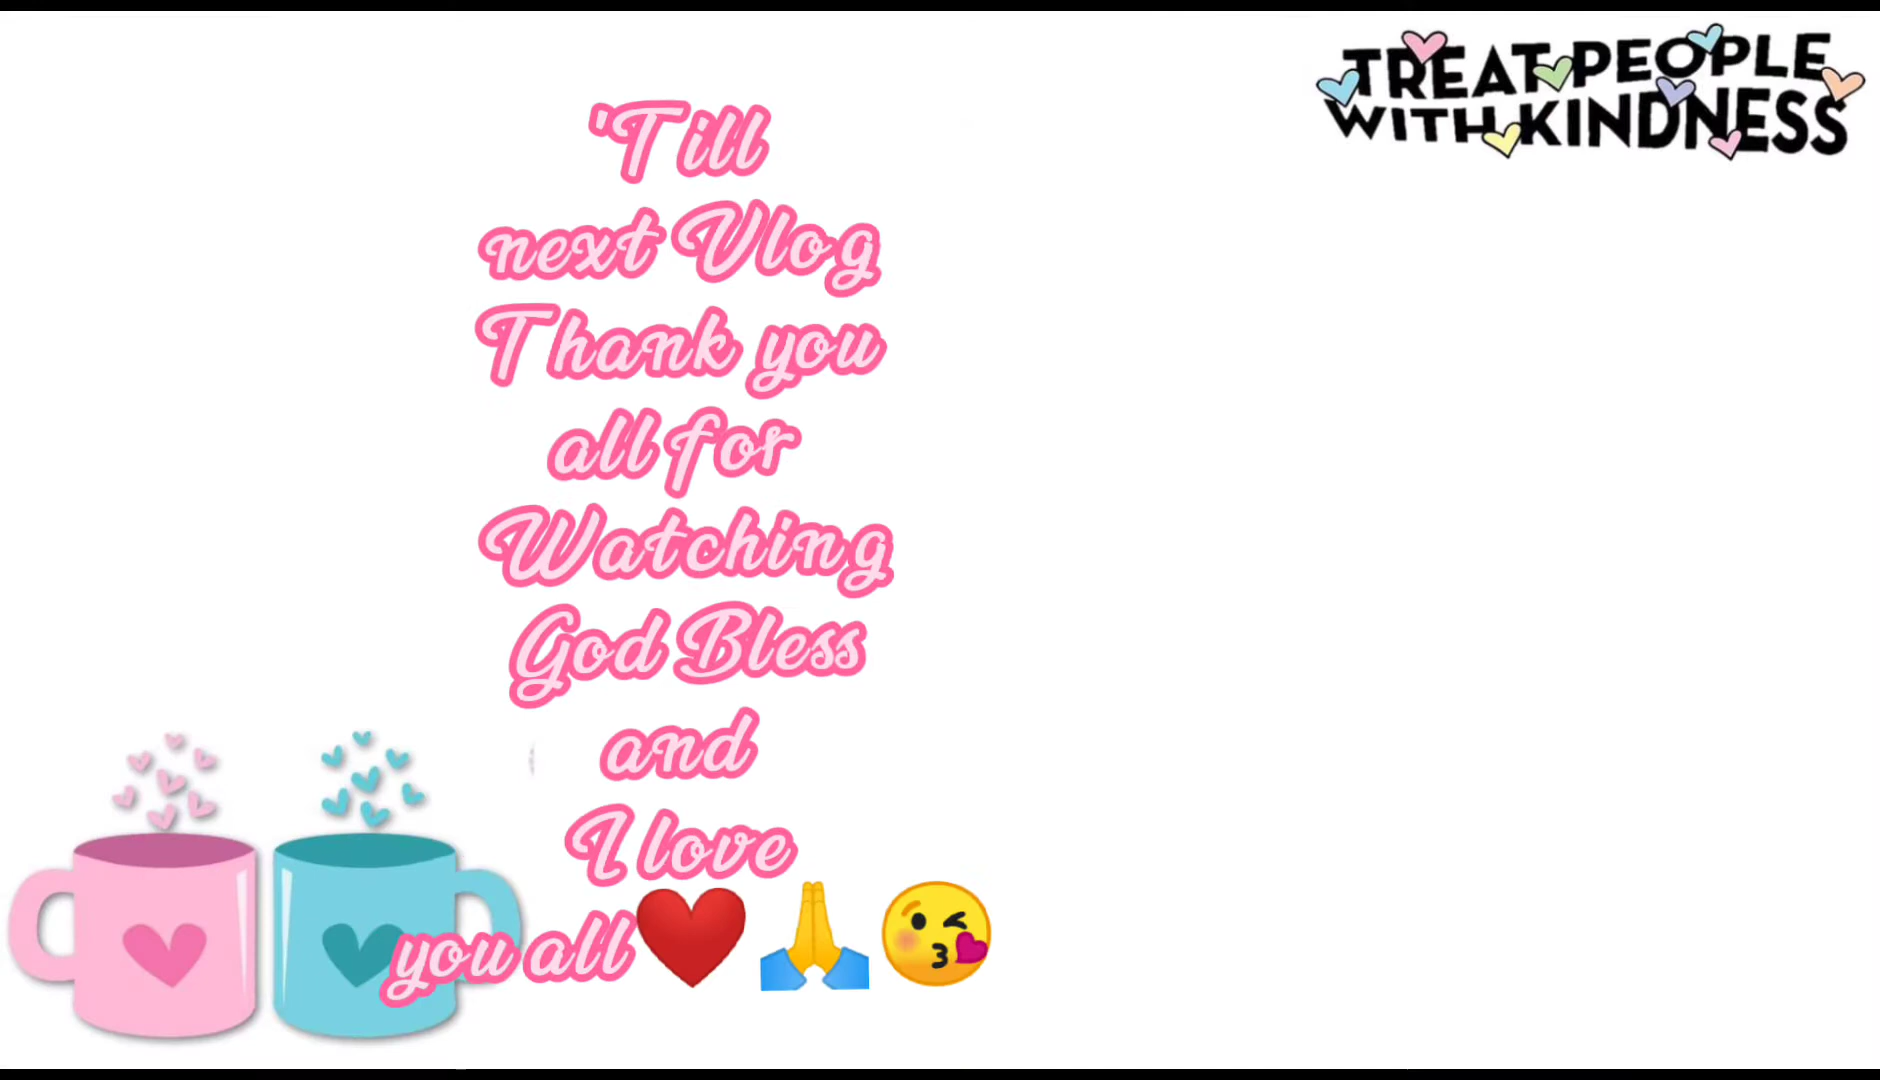 TREAT PEOPLE
WITH KINDNESS
'Till
next Vlog
Thank you
all for
Watching
God Bless
and
I love
you all❤️🙏😘